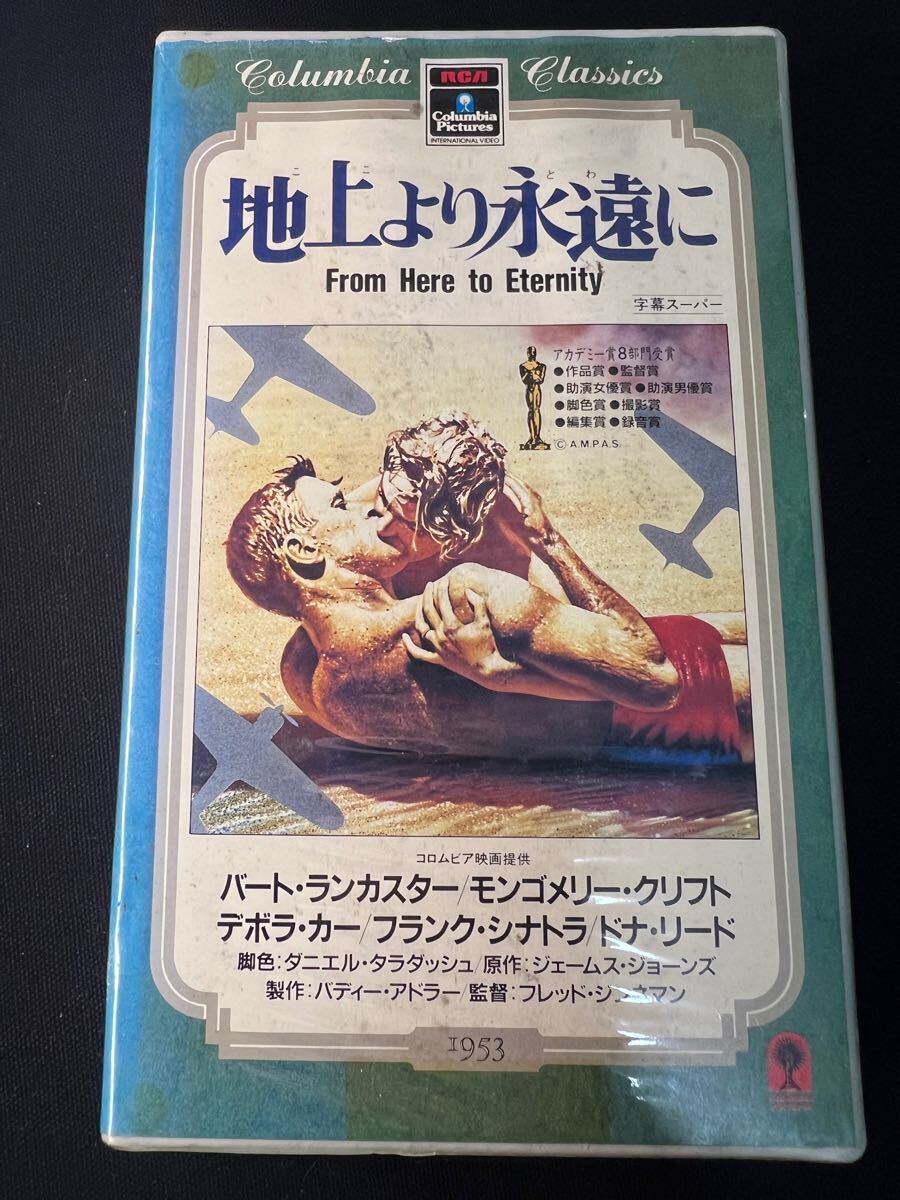 Columbia Classics
RCA
Columbia
Pictures
INTERNATIONAL VIDEO
ここ とわ
地上より永遠に
From Here to Eternity
字幕スーパー
アカデミー賞8部門受賞
●作品賞 ●監督賞
●助演女優賞 ●助演男優賞
●脚色賞 ●撮影賞
●編集賞 ●録音賞
©A.M.P.A.S.
コロムビア映画提供
バート・ランカスター/モンゴメリー・クリフト
デボラ・カー/フランク・シナトラ/ドナ・リード
脚色:ダニエル・タラダッシュ/原作:ジェームス・ジョーンズ
製作:バディー・アドラー/監督:フレッド・ジンネマン
1953